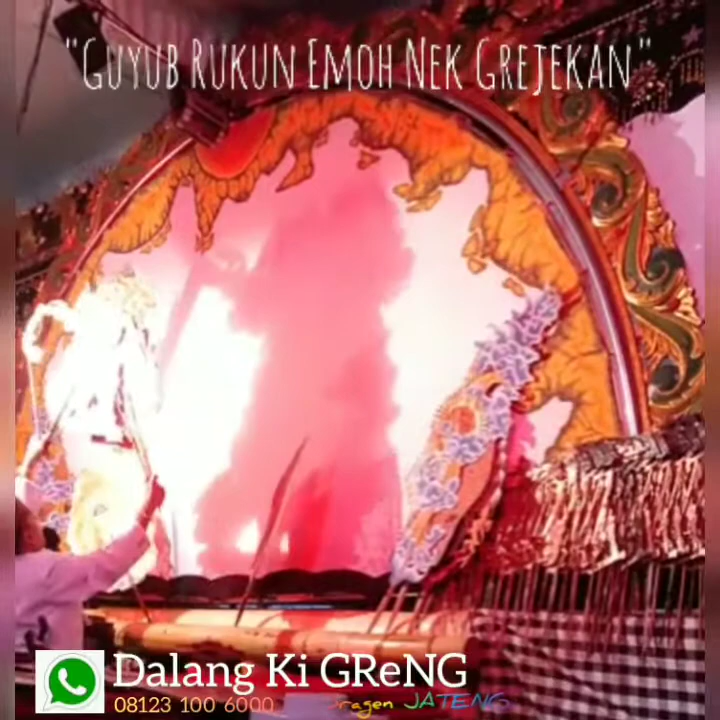 "Guyub Rukun Emoh Nek Grejekan"
Dalang Ki GReNG
08123 100 6000
JATENG